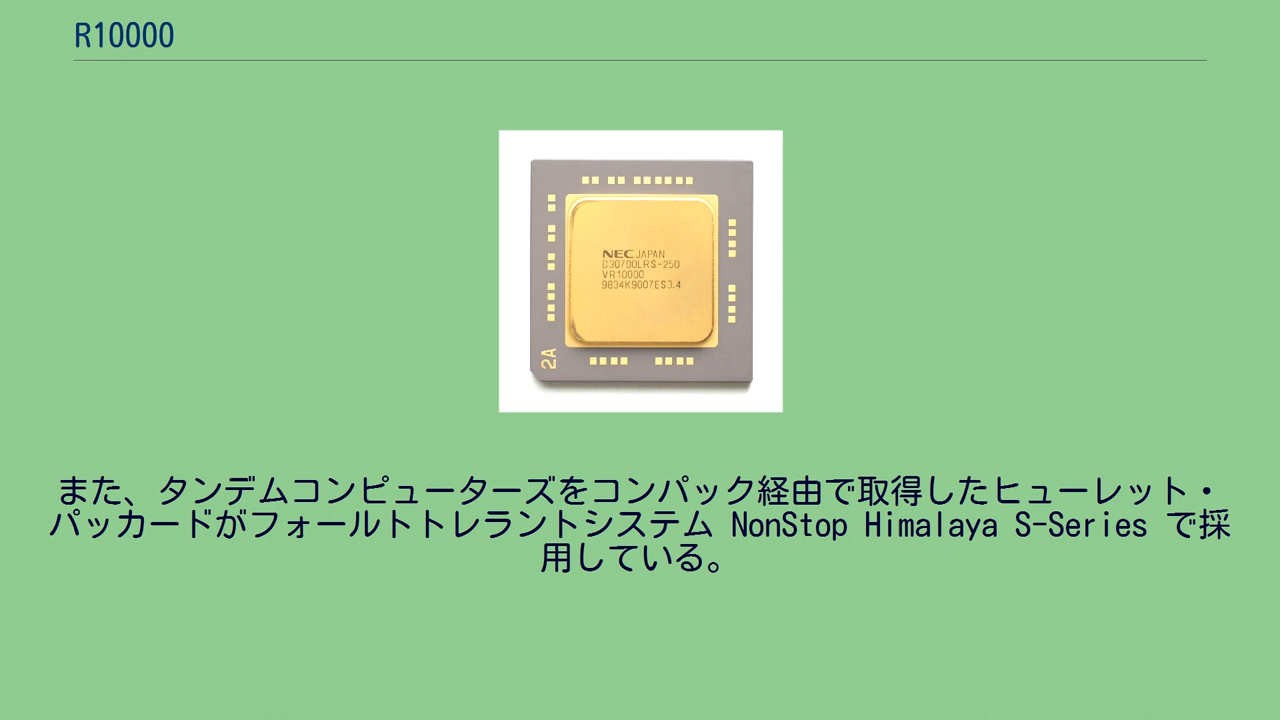 R10000
NEC JAPAN
D30700LRS-250
VR10000
9834K9007ES3.4
2A
また、タンデムコンピューターズをコンパック経由で取得したヒューレット・
パッカードがフォールトトレラントシステム NonStop Himalaya S-Series で採
用している。